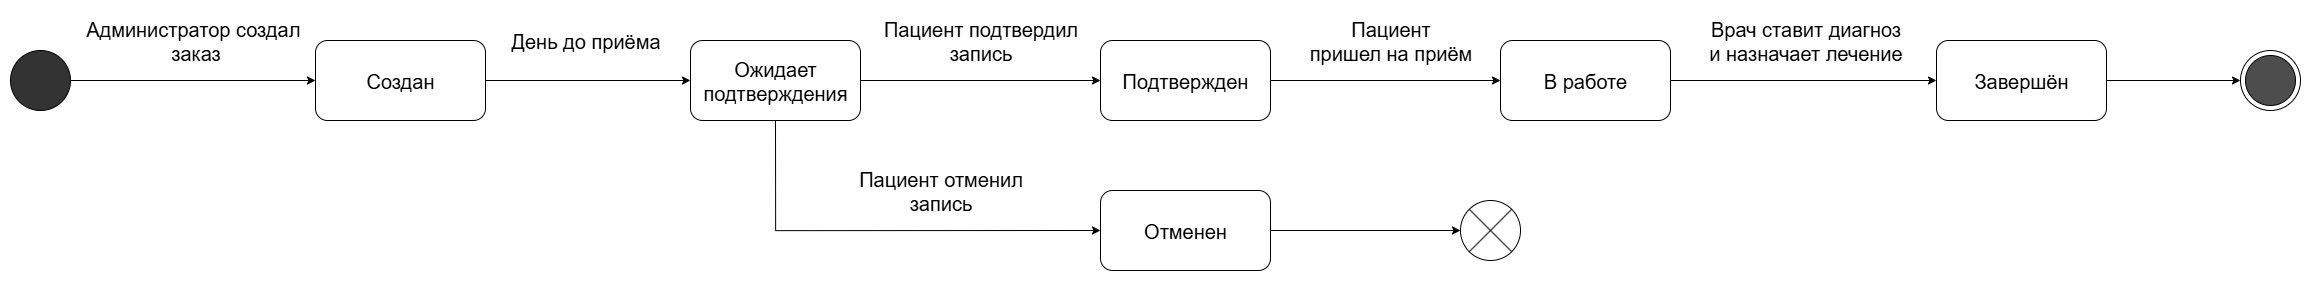 Администратор создал
заказ
Создан
День до приёма
Ожидает
подтверждения
Пациент подтвердил
запись
Подтвержден
Пациент
пришел на приём
В работе
Врач ставит диагноз
и назначает лечение
Завершён
Пациент отменил
запись
Отменен